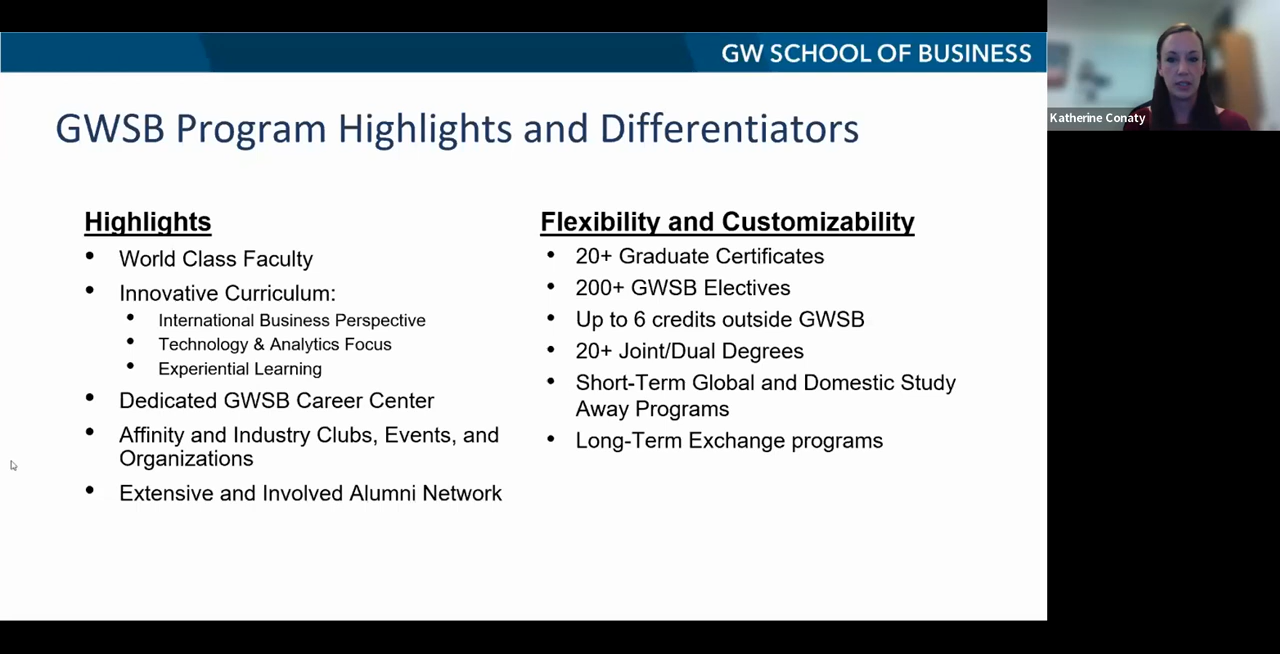 GW SCHOOL OF BUSINESS
Katherine Conaty
GWSB Program Highlights and Differentiators
Highlights
• World Class Faculty
• Innovative Curriculum:
• International Business Perspective
• Technology & Analytics Focus
• Experiential Learning
• Dedicated GWSB Career Center
• Affinity and Industry Clubs, Events, and
Organizations
• Extensive and Involved Alumni Network
Flexibility and Customizability
• 20+ Graduate Certificates
• 200+ GWSB Electives
• Up to 6 credits outside GWSB
• 20+ Joint/Dual Degrees
• Short-Term Global and Domestic Study
Away Programs
• Long-Term Exchange programs